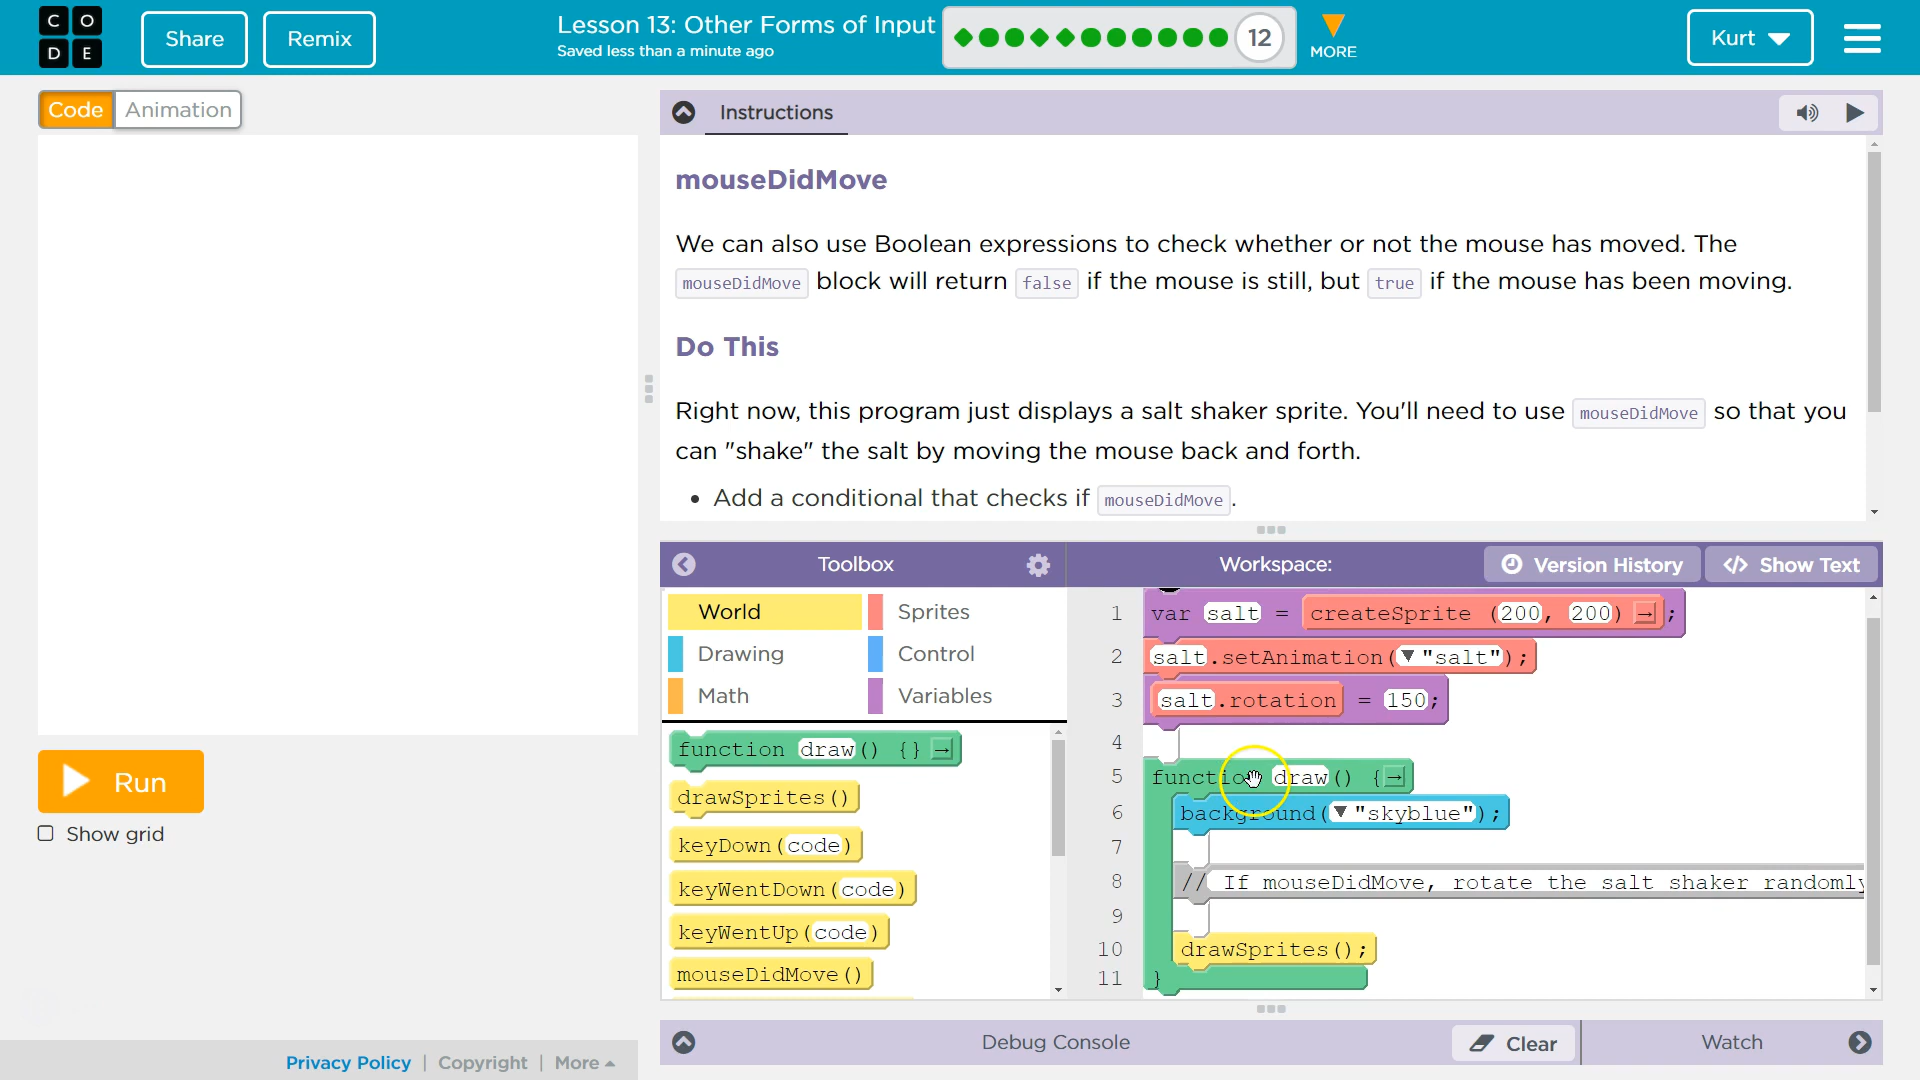 C O
D E
Share
Remix
Lesson 13: Other Forms of Input
Saved less than a minute ago
12
MORE
Kurt
Code
Animation
Instructions
mouseDidMove
We can also use Boolean expressions to check whether or not the mouse has moved. The
mouseDidMove block will return false if the mouse is still, but true if the mouse has been moving.
Do This
Right now, this program just displays a salt shaker sprite. You'll need to use mouseDidMove so that you
can "shake" the salt by moving the mouse back and forth.
• Add a conditional that checks if mouseDidMove.
Toolbox
Workspace:
Version History
</> Show Text
World
Sprites
Drawing
Control
Math
Variables
function draw() {}
drawSprites()
keyDown(code)
keyWentDown(code)
keyWentUp(code)
mouseDidMove()
1 var salt = createSprite (200, 200) ;
2 salt.setAnimation("salt");
3 salt.rotation = 150;
4
5 function draw() {
6 background("skyblue");
7
8 // If mouseDidMove, rotate the salt shaker randomly
9
10 drawSprites();
11 }
Run
Show grid
Debug Console
Clear
Watch
Privacy Policy | Copyright | More